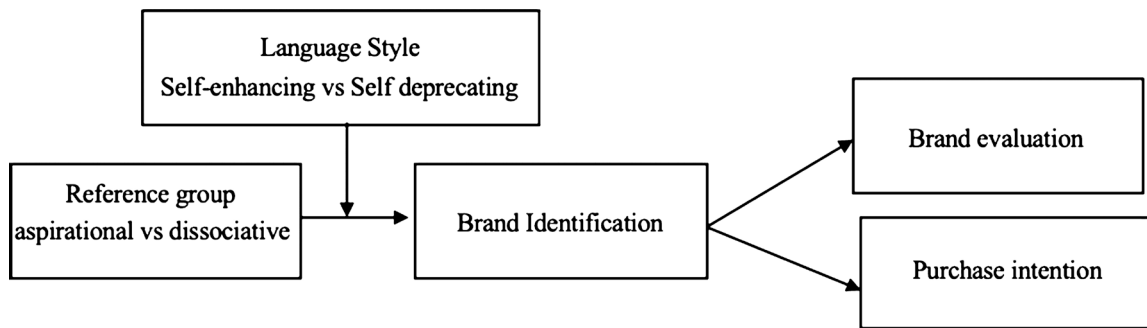 Language Style
Self-enhancing vs Self deprecating
Reference group
aspirational vs dissociative
Brand Identification
Brand evaluation
Purchase intention